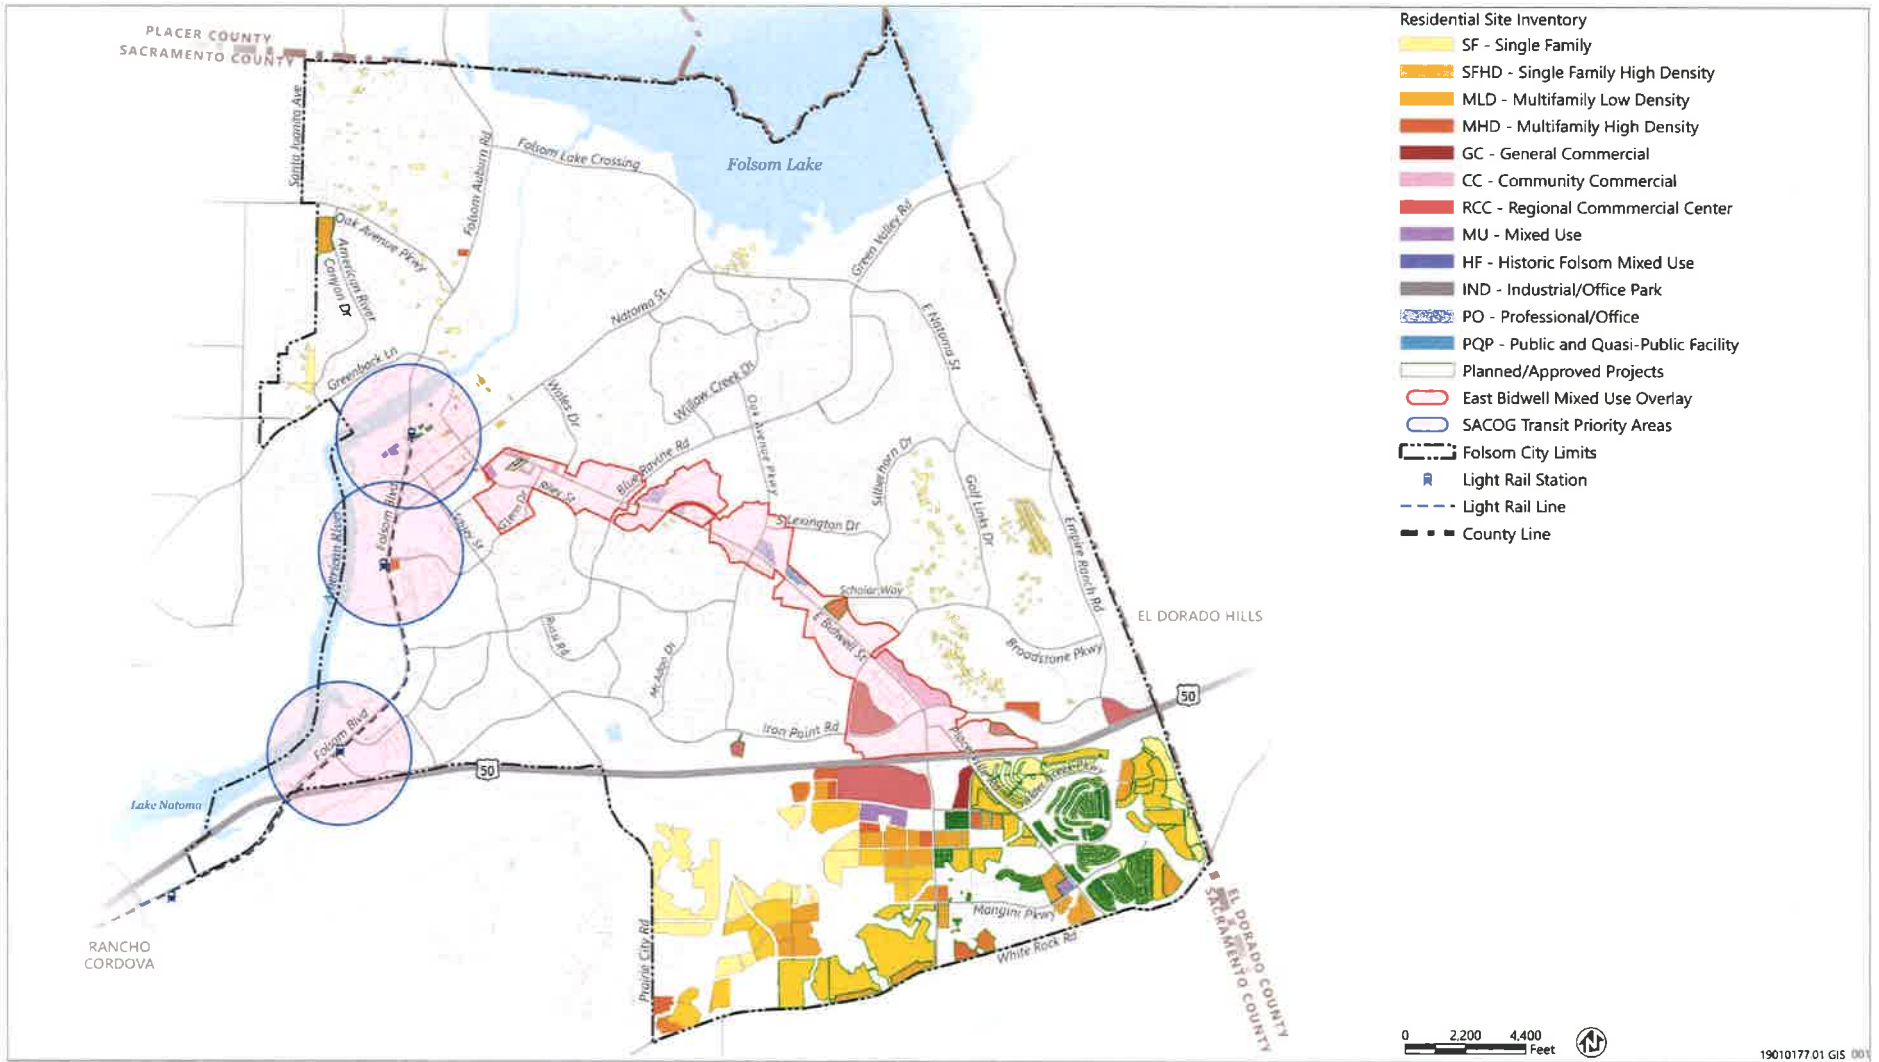 PLACER COUNTY
SACRAMENTO COUNTY
Santa Juanita Ave
Folsom Auburn Rd
Folsom Lake Crossing
Folsom Lake
Green Valley Rd
Oak Avenue Pkwy
American River
Canyon Dr
Greenback Ln
Natoma St
E Natoma St
Wales Dr
Willow Creek Dr
Oak Avenue Pkwy
Blue Ravine Rd
Silberhorn Dr
Golf Links Dr
Empire Ranch Rd
Riley St
Glenn Dr
Folsom Blvd
American River
S Lexington Dr
Scholar Way
E Bidwell St
EL DORADO HILLS
Broadstone Pkwy
McAdoo Dr
Iron Point Rd
Folsom Blvd
50
50
Lake Natoma
RANCHO
CORDOVA
Prairie City Rd
Mangini Pkwy
White Rock Rd
EL DORADO COUNTY
SACRAMENTO COUNTY
Residential Site Inventory
SF - Single Family
SFHD - Single Family High Density
MLD - Multifamily Low Density
MHD - Multifamily High Density
GC - General Commercial
CC - Community Commercial
RCC - Regional Commmercial Center
MU - Mixed Use
HF - Historic Folsom Mixed Use
IND - Industrial/Office Park
PO - Professional/Office
PQP - Public and Quasi-Public Facility
Planned/Approved Projects
East Bidwell Mixed Use Overlay
SACOG Transit Priority Areas
Folsom City Limits
Light Rail Station
Light Rail Line
County Line
0 2,200 4,400
Feet
N
19010177.01 GIS 001